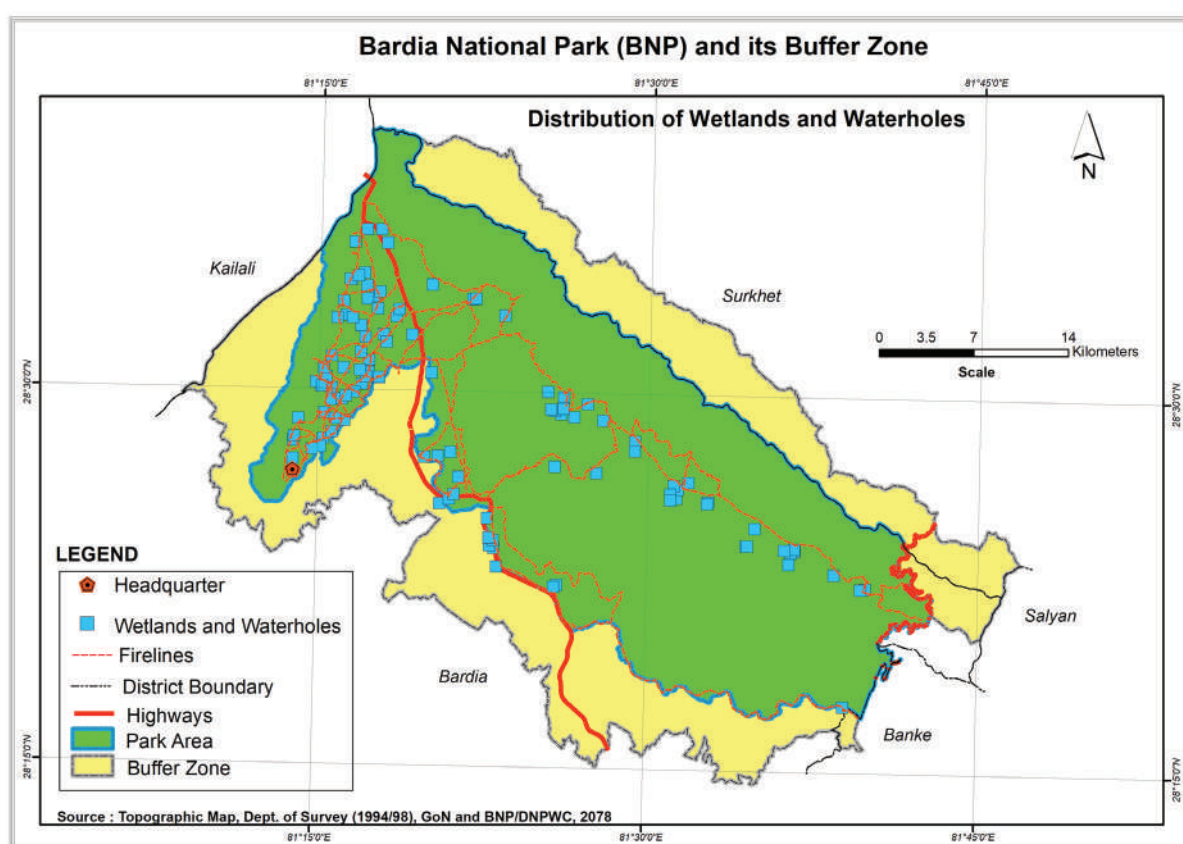 Bardia National Park (BNP) and its Buffer Zone
81°15'0"E
81°30'0"E
81°45'0"E
Distribution of Wetlands and Waterholes
N
Kailali
Surkhet
0 3.5 7 14
Kilometers
Scale
28°30'0"N
28°30'0"N
LEGEND
Headquarter
Wetlands and Waterholes
Firelines
District Boundary
Highways
Park Area
Buffer Zone
Salyan
Bardia
Banke
28°15'0"N
28°15'0"N
Source : Topographic Map, Dept. of Survey (1994/98), GoN and BNP/DNPWC, 2078
81°15'0"E
81°30'0"E
81°45'0"E